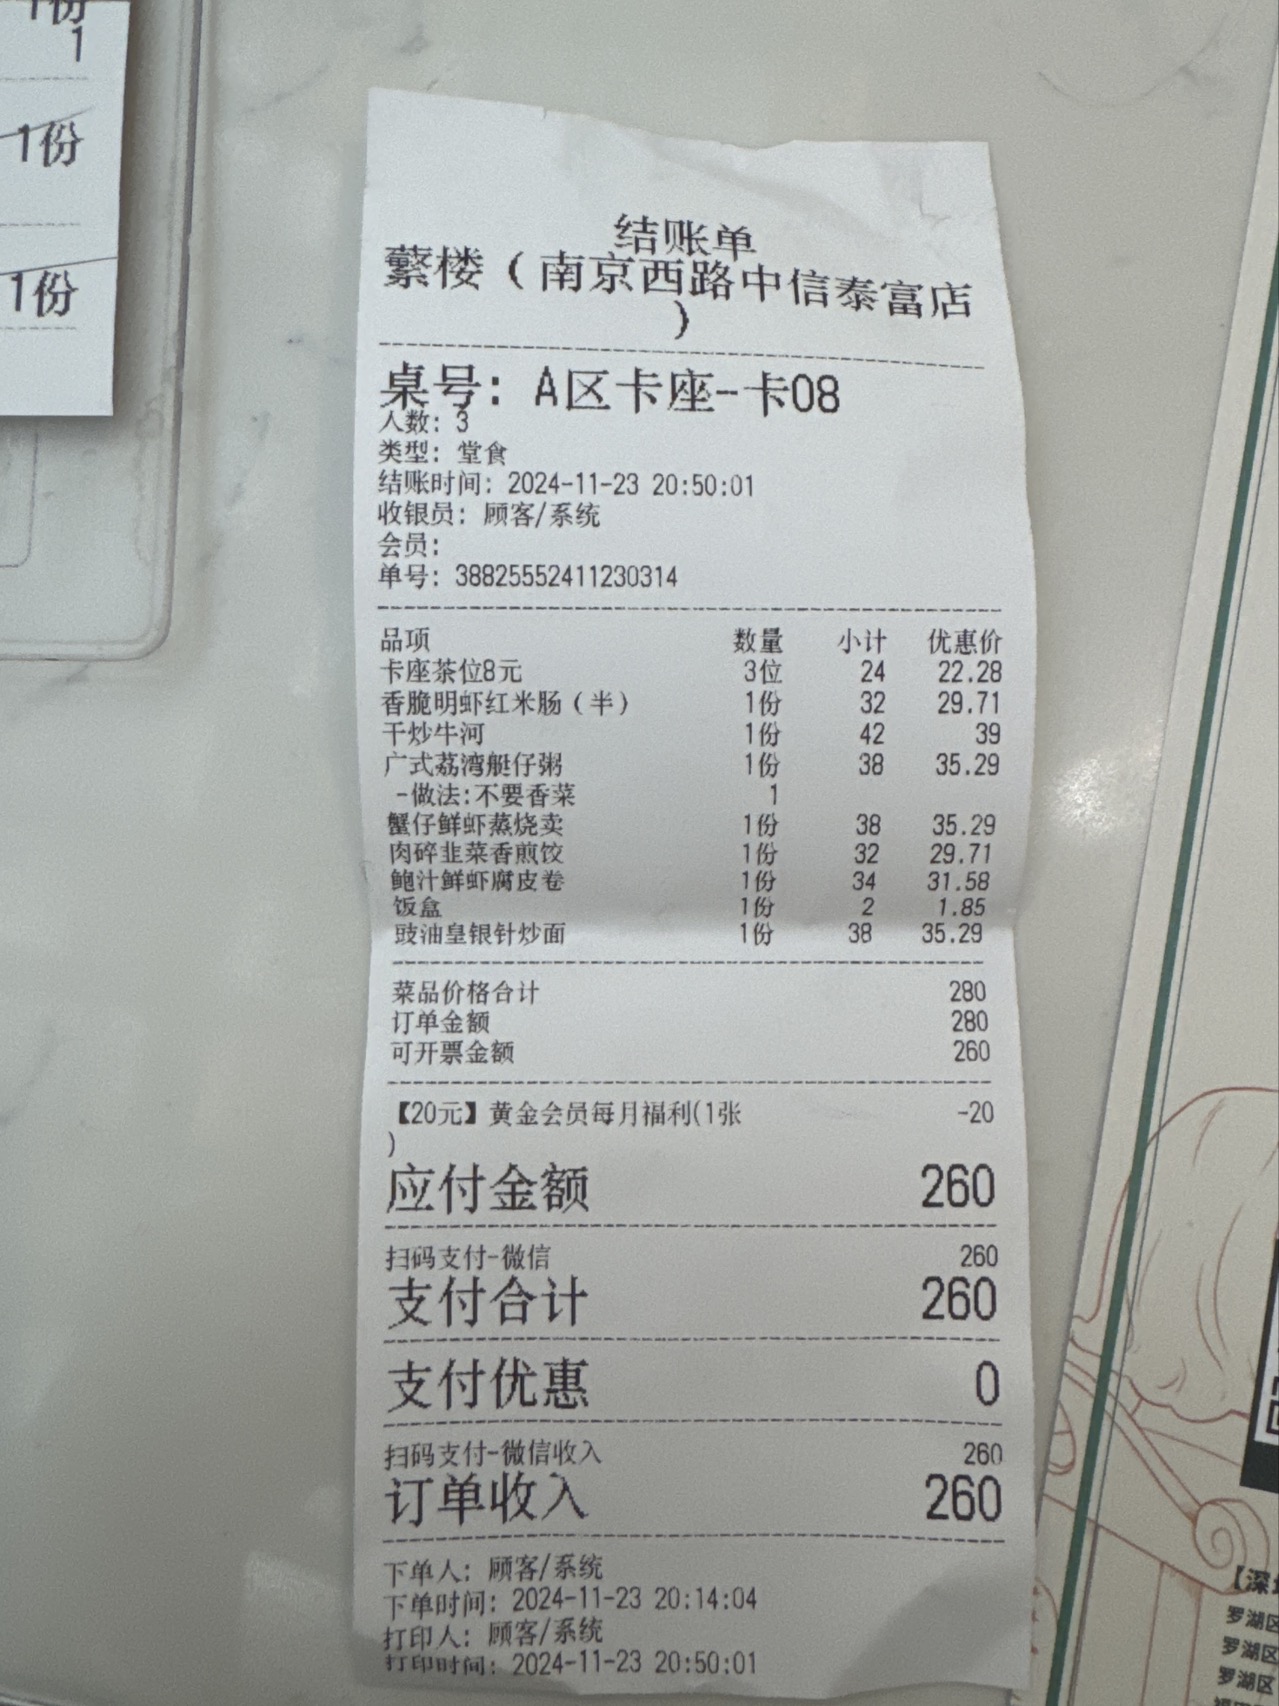 1份
1
1份
1份
结账单
蘩楼（南京西路中信泰富店
）
桌号: A区卡座-卡08
人数: 3
类型: 堂食
结账时间: 2024-11-23 20:50:01
收银员: 顾客/系统
会员:
单号: 38825552411230314
品项 数量 小计 优惠价
卡座茶位8元 3位 24 22.28
香脆明虾红米肠（半） 1份 32 29.71
干炒牛河 1份 42 39
广式荔湾艇仔粥 1份 38 35.29
-做法:不要香菜 1
蟹仔鲜虾蒸烧卖 1份 38 35.29
肉碎韭菜香煎饺 1份 32 29.71
鲍汁鲜虾腐皮卷 1份 34 31.58
饭盒 1份 2 1.85
豉油皇银针炒面 1份 38 35.29
菜品价格合计 280
订单金额 280
可开票金额 260
【20元】黄金会员每月福利(1张 -20
)
应付金额 260
扫码支付-微信 260
支付合计 260
支付优惠 0
扫码支付-微信收入 260
订单收入 260
下单人: 顾客/系统
下单时间: 2024-11-23 20:14:04
打印人: 顾客/系统
打印时间: 2024-11-23 20:50:01
罗湖区
罗湖区
罗湖区